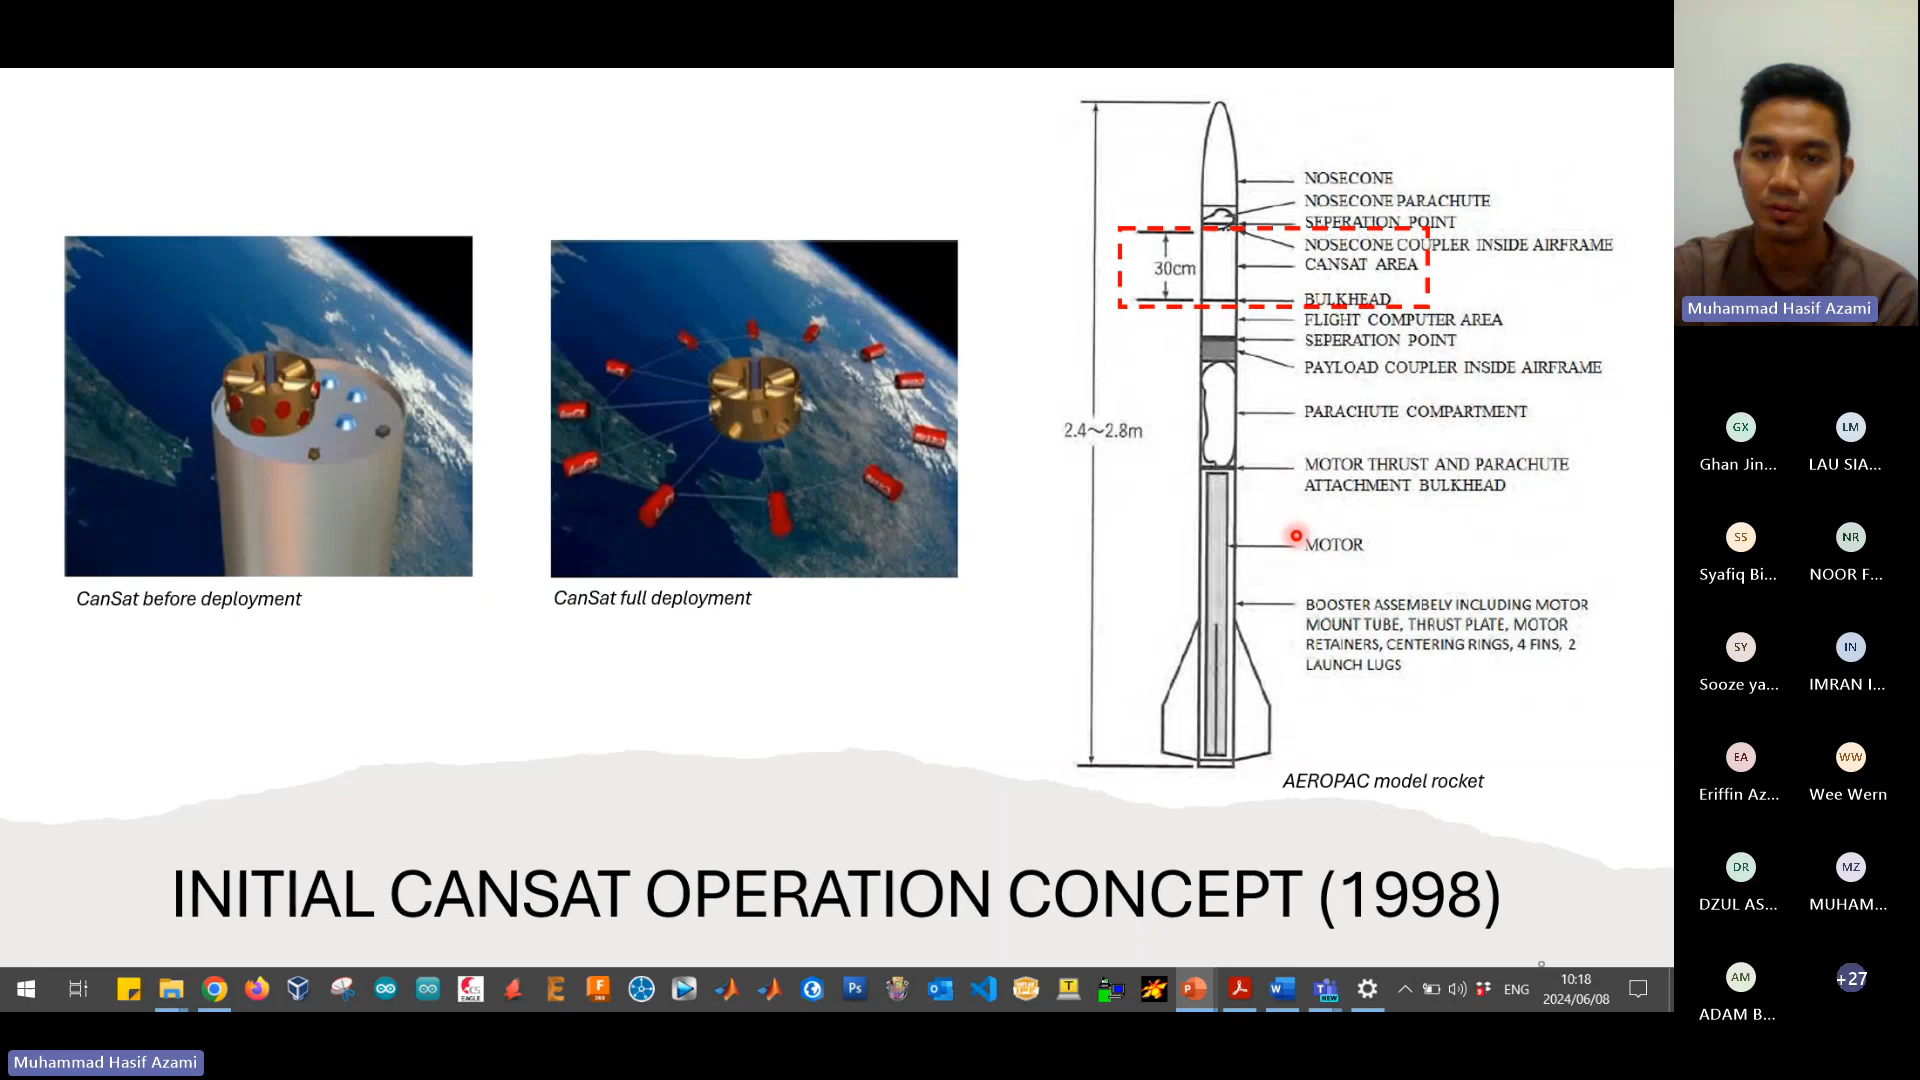 NOSECONE
NOSECONE PARACHUTE
SEPERATION POINT
NOSECONE COUPLER INSIDE AIRFRAME
30cm
CANSAT AREA
BULKHEAD
FLIGHT COMPUTER AREA
SEPERATION POINT
PAYLOAD COUPLER INSIDE AIRFRAME
PARACHUTE COMPARTMENT
2.4～2.8m
MOTOR THRUST AND PARACHUTE
ATTACHMENT BULKHEAD
MOTOR
BOOSTER ASSEMBELY INCLUDING MOTOR
MOUNT TUBE, THRUST PLATE, MOTOR
RETAINERS, CENTERING RINGS, 4 FINS, 2
LAUNCH LUGS
AEROPAC model rocket
CanSat before deployment
CanSat full deployment
INITIAL CANSAT OPERATION CONCEPT (1998)
ENG
10:18
2024/06/08
Muhammad Hasif Azami
Muhammad Hasif Azami
GX
Ghan Jin...
LM
LAU SIA...
SS
Syafiq Bi...
NR
NOOR F...
SY
Sooze ya...
IN
IMRAN I...
EA
Eriffin Az...
WW
Wee Wern
DR
DZUL AS...
MZ
MUHAM...
AM
ADAM B...
+27